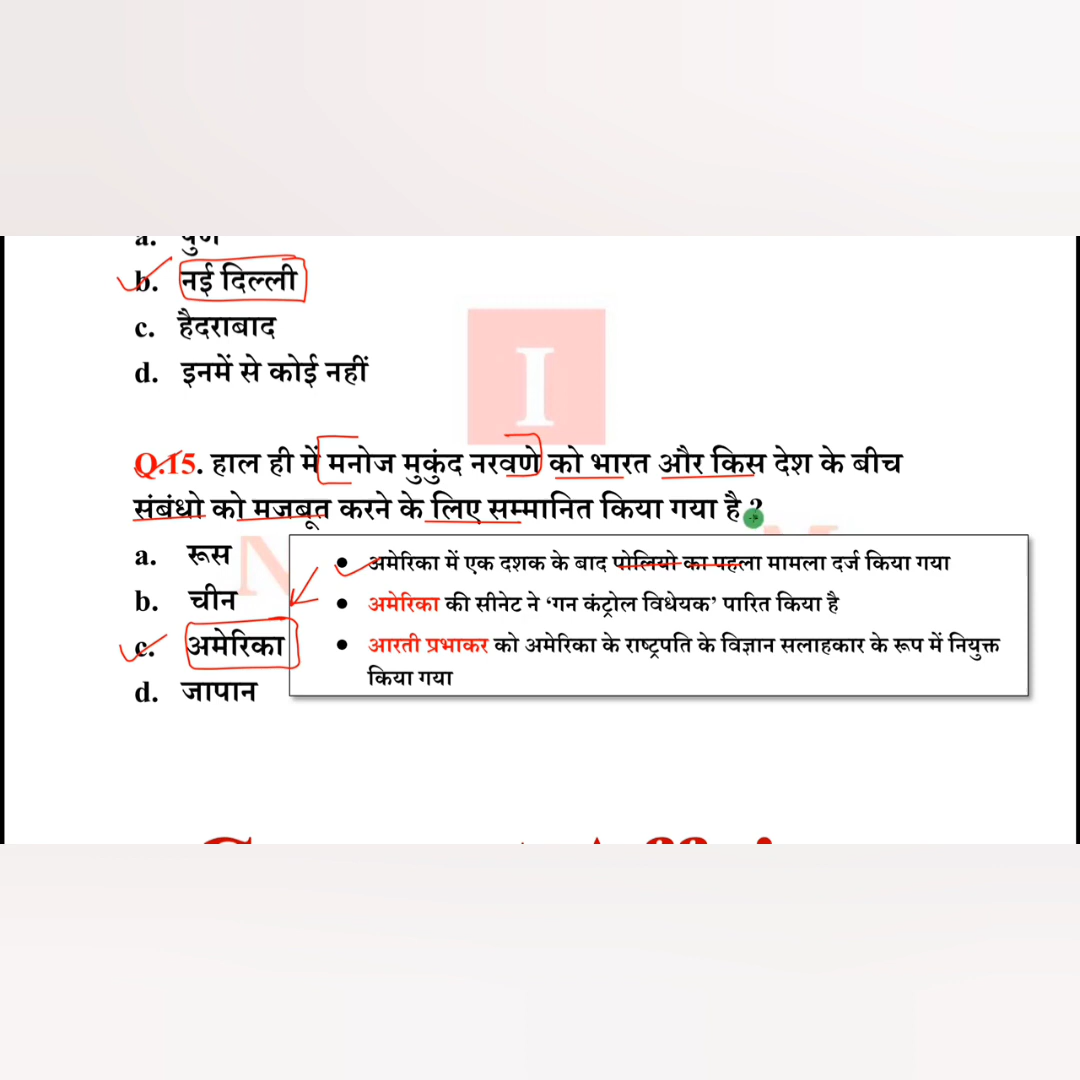 a. पुणे
b. नई दिल्ली
c. हैदराबाद
d. इनमें से कोई नहीं
I
Q.15. हाल ही में मनोज मुकुंद नरवणे को भारत और किस देश के बीच
संबंधो को मजबूत करने के लिए सम्मानित किया गया है ?
a. रूस
b. चीन
c. अमेरिका
d. जापान
• अमेरिका में एक दशक के बाद पोलियो का पहला मामला दर्ज किया गया
• अमेरिका की सीनेट ने ‘गन कंट्रोल विधेयक’ पारित किया है
• आरती प्रभाकर को अमेरिका के राष्ट्रपति के विज्ञान सलाहकार के रूप में नियुक्त
किया गया